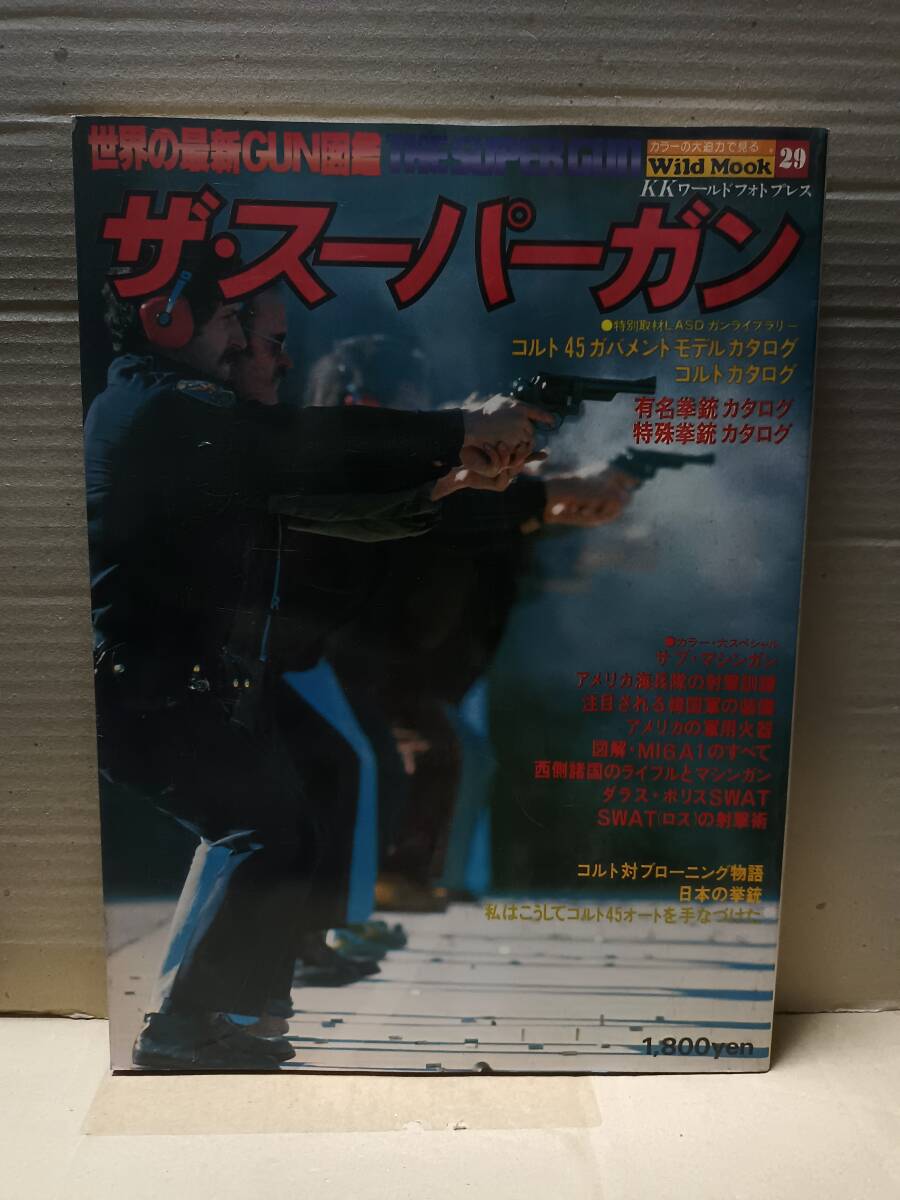 世界の最新GUN図鑑 THE SUPER GUN
カラーの大迫力で見る
Wild Mook 29
KKワールドフォトプレス
ザ・スーパーガン
●特別取材LASDガンライブラリー
コルト45ガバメントモデルカタログ
コルトカタログ
有名拳銃カタログ
特殊拳銃カタログ
●カラー・大スペシャル
サブ・マシンガン
アメリカ海兵隊の射撃訓練
注目される韓国軍の装備
アメリカの軍用火器
図解・M16A1のすべて
西側諸国のライフルとマシンガン
ダラス・ポリスSWAT
SWAT(ロス)の射撃術
コルト対ブローニング物語
日本の拳銃
私はこうしてコルト45オートを手なづけた
1,800yen